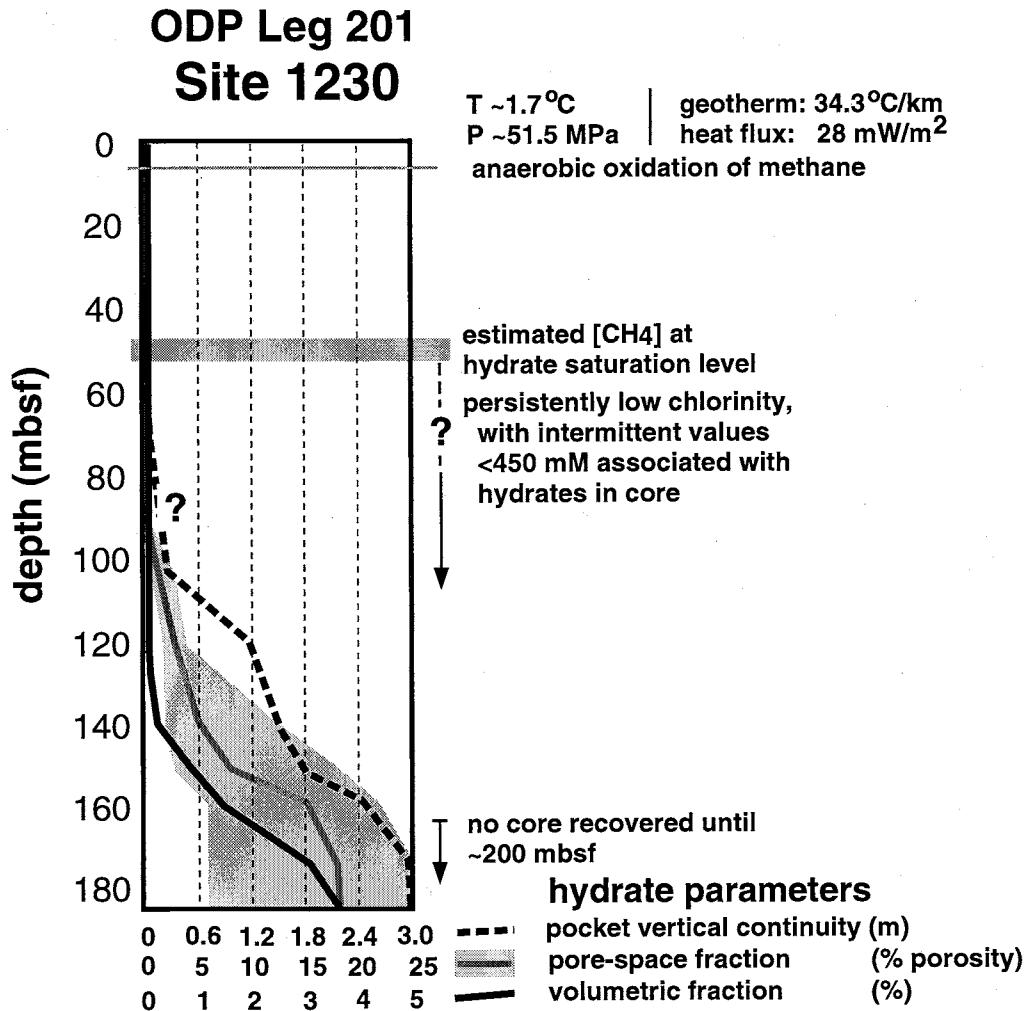 ODP Leg 201
Site 1230
T ~1.7°C
P ~51.5 MPa
geotherm: 34.3°C/km
heat flux: 28 mW/m²
anaerobic oxidation of methane
0
20
40
60
80
100
120
140
160
180
depth (mbsf)
estimated [CH4] at
hydrate saturation level
persistently low chlorinity,
with intermittent values
<450 mM associated with
hydrates in core
?
?
no core recovered until
~200 mbsf
hydrate parameters
0 0.6 1.2 1.8 2.4 3.0 pocket vertical continuity (m)
0 5 10 15 20 25 pore-space fraction (% porosity)
0 1 2 3 4 5 volumetric fraction (%)